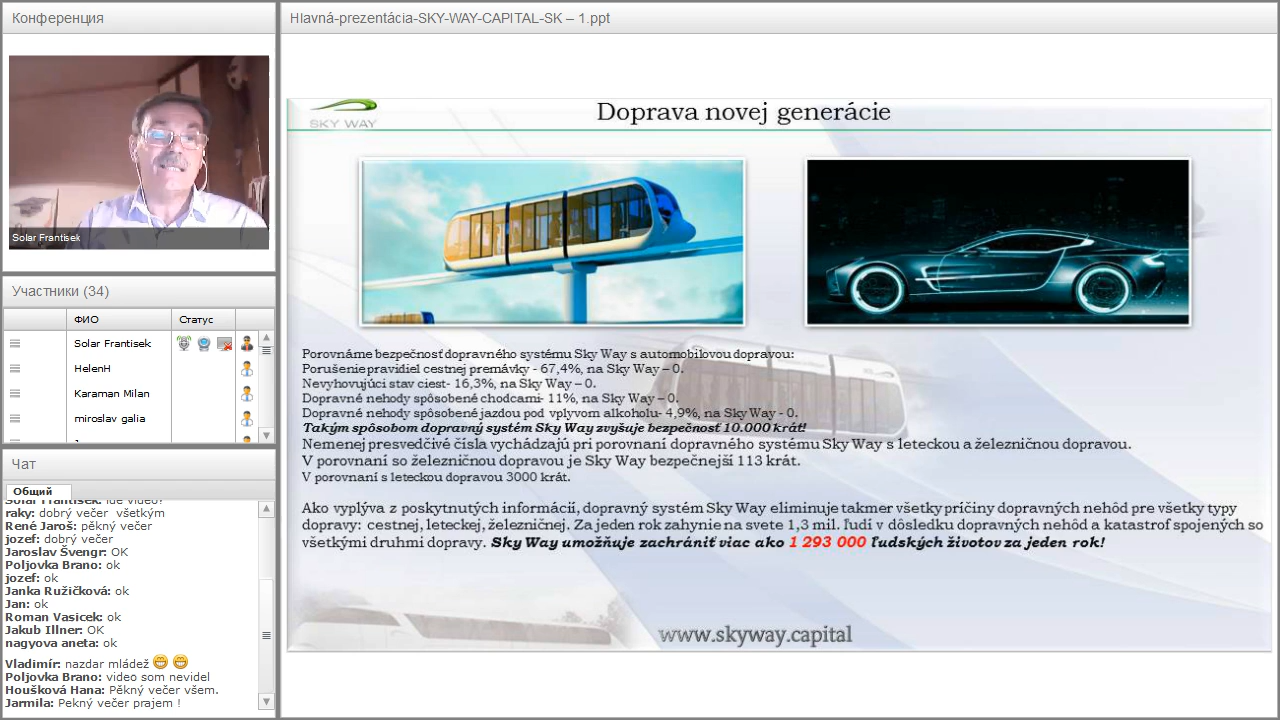 Конференция
Solar Frantisek
Участники (34)
ФИО
Статус
Solar Frantisek
HelenH
Karaman Milan
miroslav galia
Чат
Общий
Solar Frantisek: ide video?
raky: dobrý večer všetkým
René Jaroš: pěkný večer
jozef: dobrý večer
Jaroslav Švengr: OK
Poljovka Brano: ok
jozef: ok
Janka Ružičková: ok
Jan: ok
Roman Vasicek: ok
Jakub Illner: OK
nagyova aneta: ok
Vladimír: nazdar mládež
Poljovka Brano: video som nevidel
Houšková Hana: Pěkný večer všem.
Jarmila: Pekný večer prajem !
Hlavná-prezentácia-SKY-WAY-CAPITAL-SK – 1.ppt
SKY WAY
Doprava novej generácie
Porovnáme bezpečnosť dopravného systému Sky Way s automobilovou dopravou:
Porušenie pravidiel cestnej premávky - 67,4%, na Sky Way – 0.
Nevyhovujúci stav ciest- 16,3%, na Sky Way – 0.
Dopravné nehody spôsobené chodcami- 11%, na Sky Way – 0.
Dopravné nehody spôsobené jazdou pod vplyvom alkoholu- 4,9%, na Sky Way - 0.
Takým spôsobom dopravný systém Sky Way zvyšuje bezpečnosť 10.000 krát!
Nemenej presvedčivé čísla vychádzajú pri porovnaní dopravného systému Sky Way s leteckou a železničnou dopravou.
V porovnaní so železničnou dopravou je Sky Way bezpečnejší 113 krát.
V porovnaní s leteckou dopravou 3000 krát.
Ako vyplýva z poskytnutých informácií, dopravný systém Sky Way eliminuje takmer všetky príčiny dopravných nehôd pre všetky typy
dopravy: cestnej, leteckej, železničnej. Za jeden rok zahynie na svete 1,3 mil. ľudí v dôsledku dopravných nehôd a katastrof spojených so
všetkými druhmi dopravy. Sky Way umožňuje zachrániť viac ako 1 293 000 ľudských životov za jeden rok!
www.skyway.capital